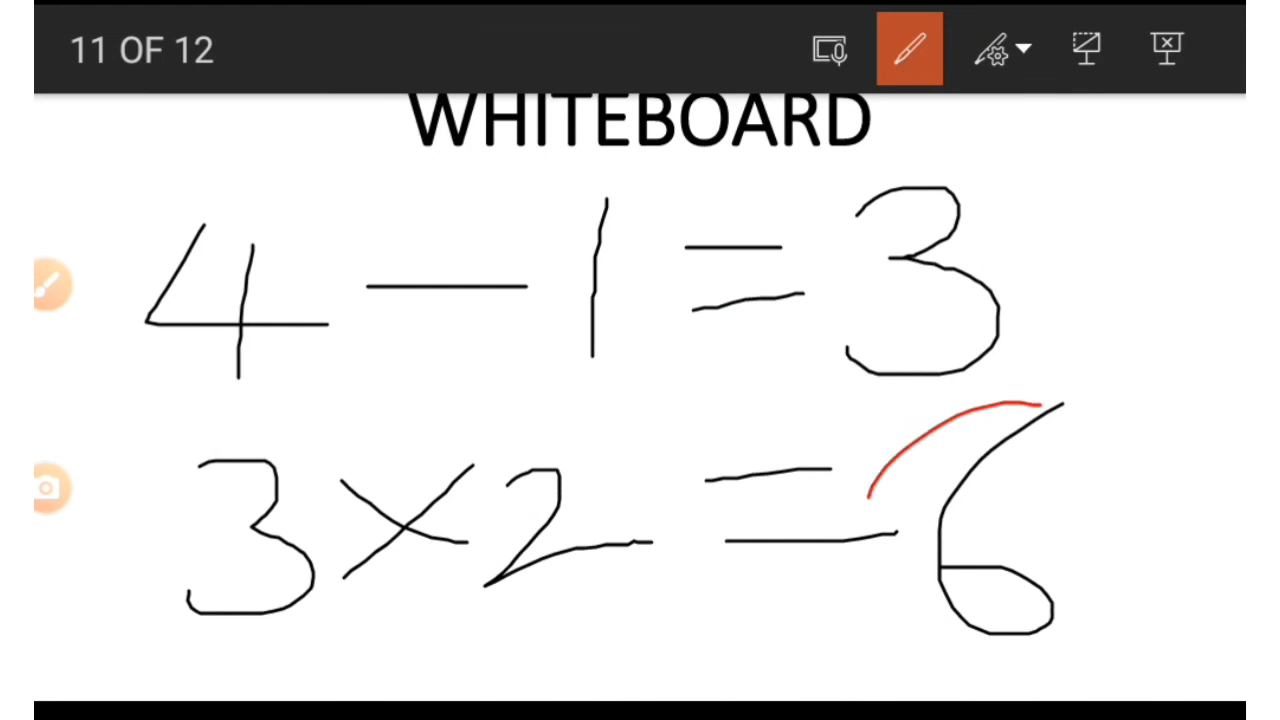 11 OF 12
WHITEBOARD
4 — 1 = 3
3 × 2 = 6